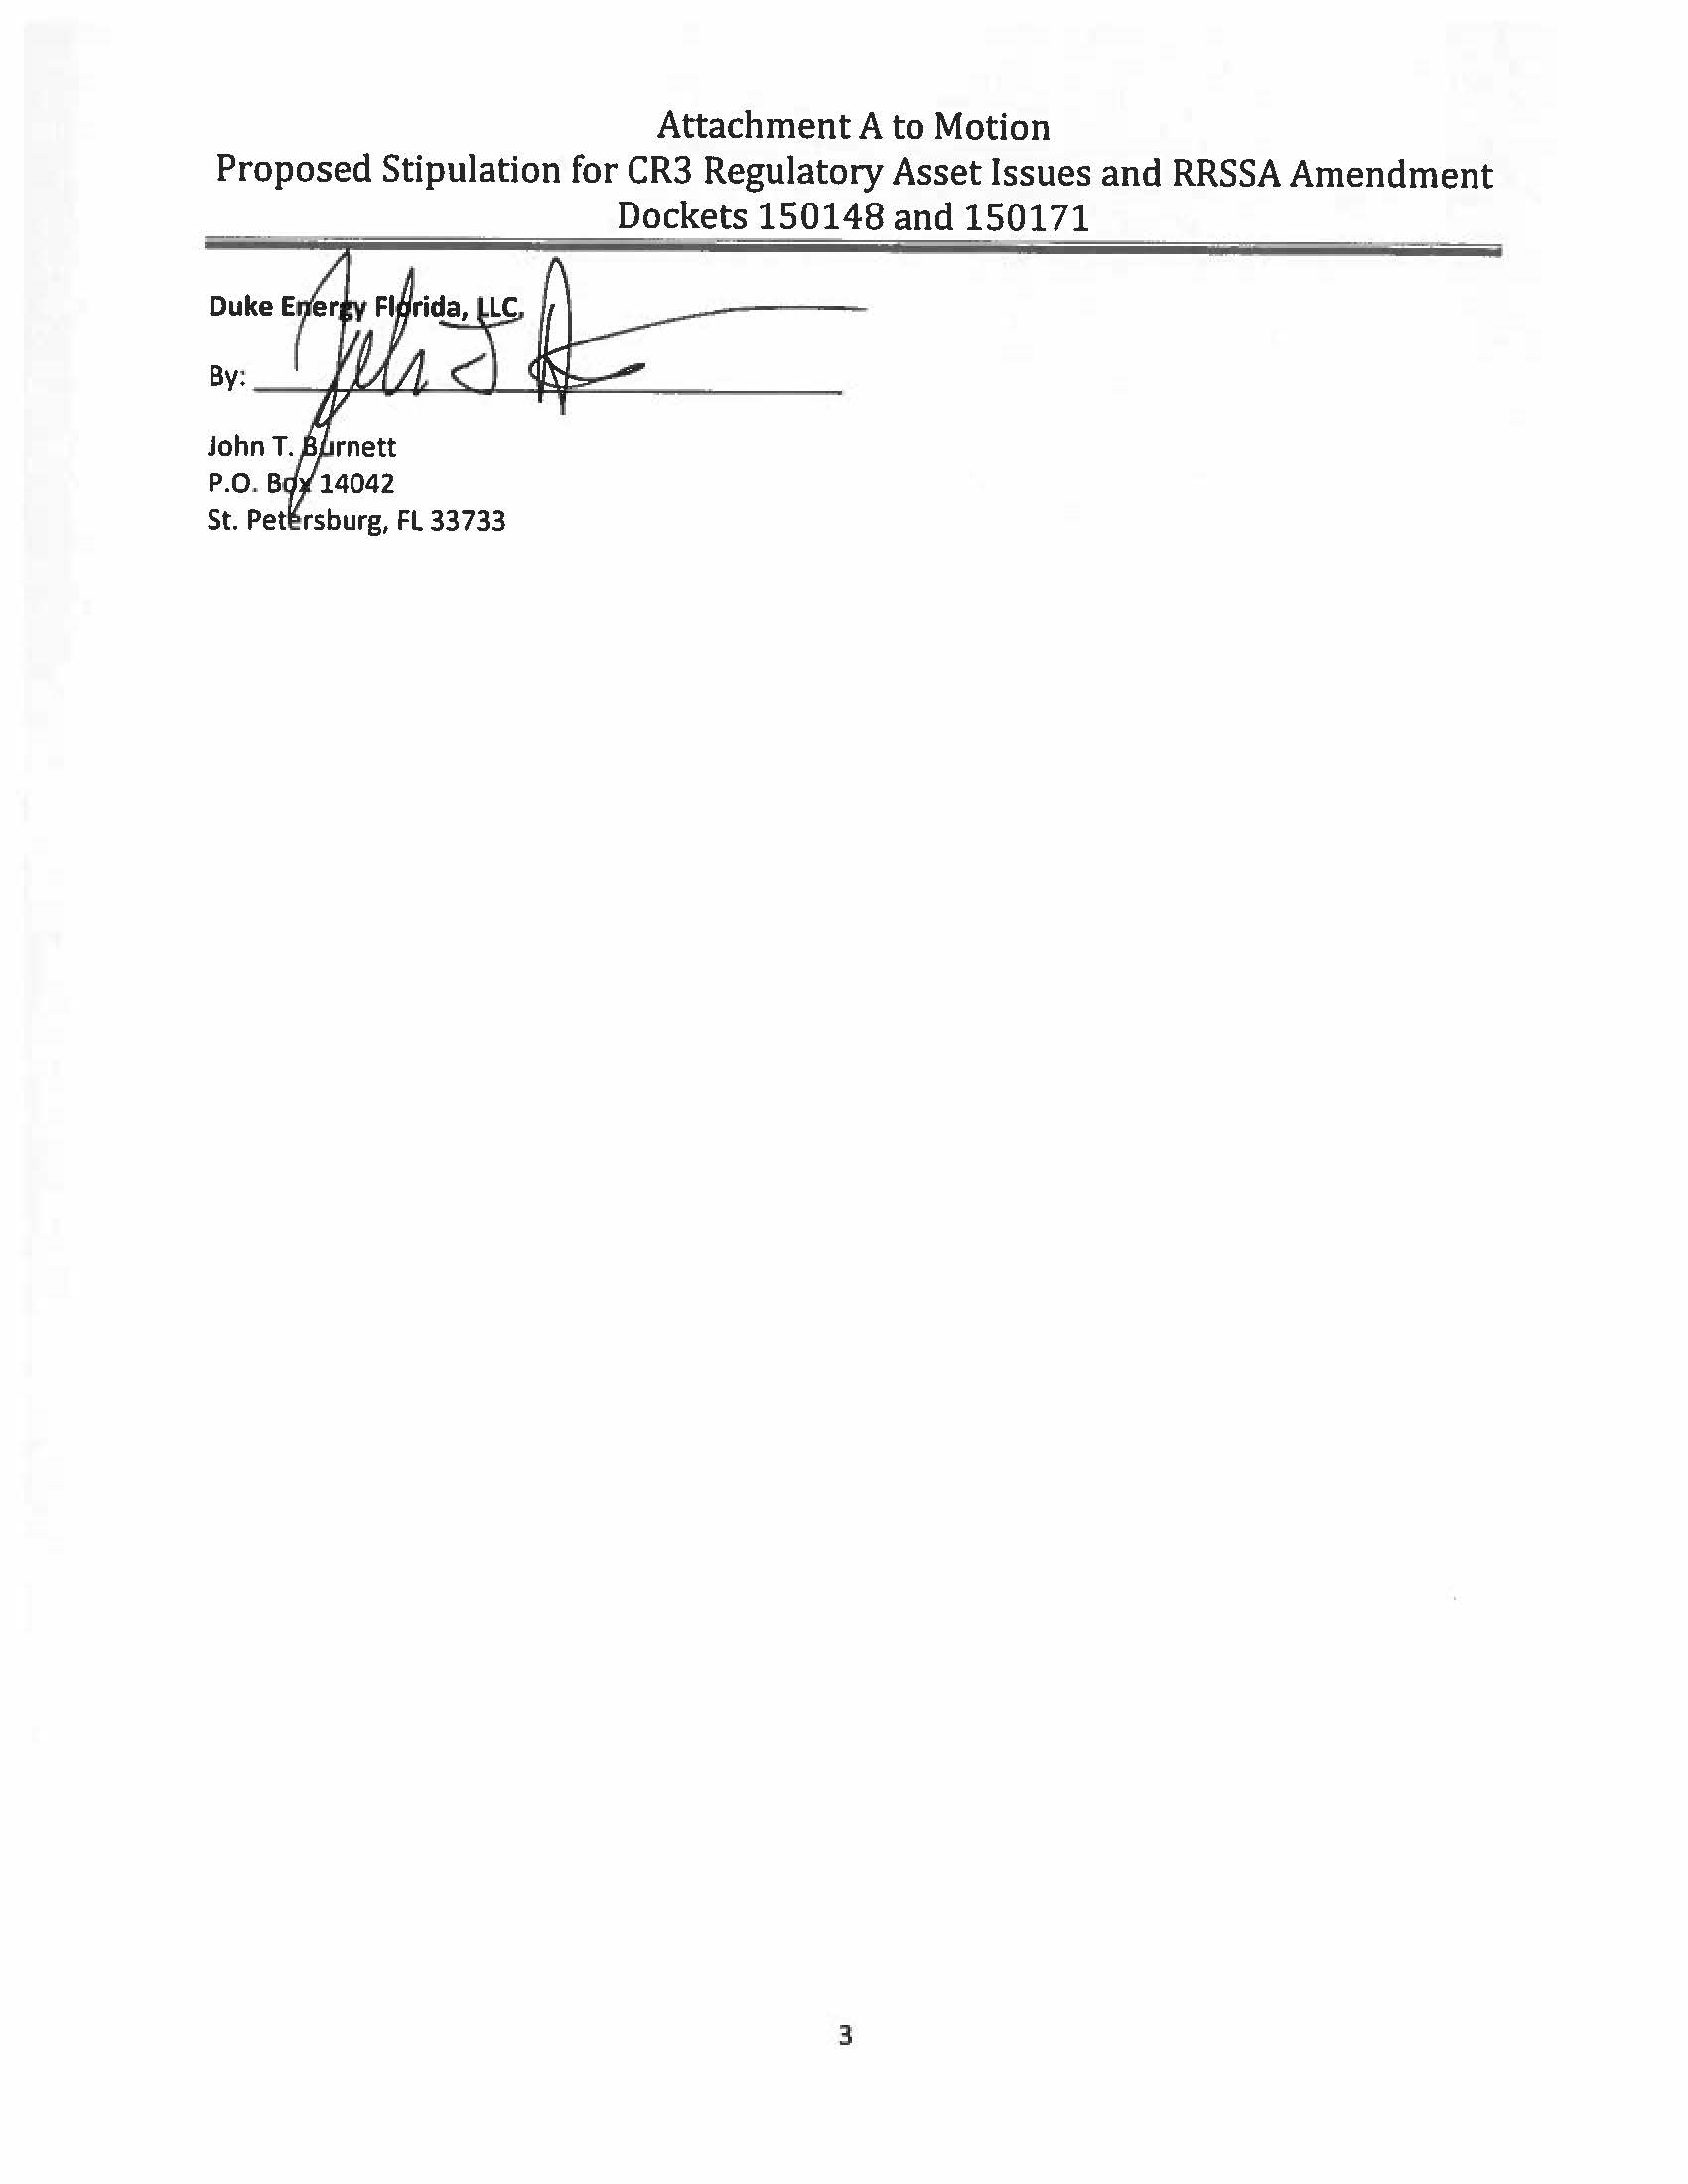 Attachment A to Motion
Proposed Stipulation for CR3 Regulatory Asset Issues and RRSSA Amendment
Dockets 150148 and 150171
Duke Energy Florida, LLC,
By:
John T. Burnett
P.O. Box 14042
St. Petersburg, FL 33733
3